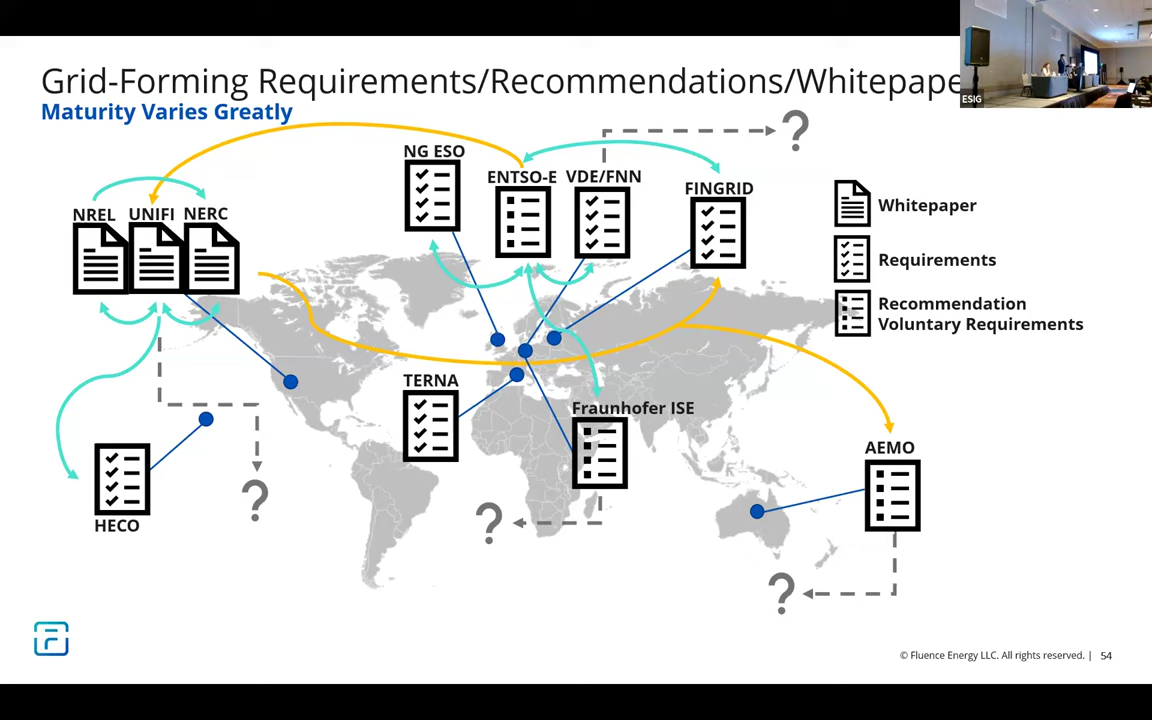 Grid-Forming Requirements/Recommendations/Whitepape
Maturity Varies Greatly
ESIG
NG ESO
ENTSO-E
VDE/FNN
?
FINGRID
NREL
UNIFI
NERC
Whitepaper
Requirements
Recommendation
Voluntary Requirements
TERNA
Fraunhofer ISE
AEMO
HECO
?
?
?
© Fluence Energy LLC. All rights reserved. | 54